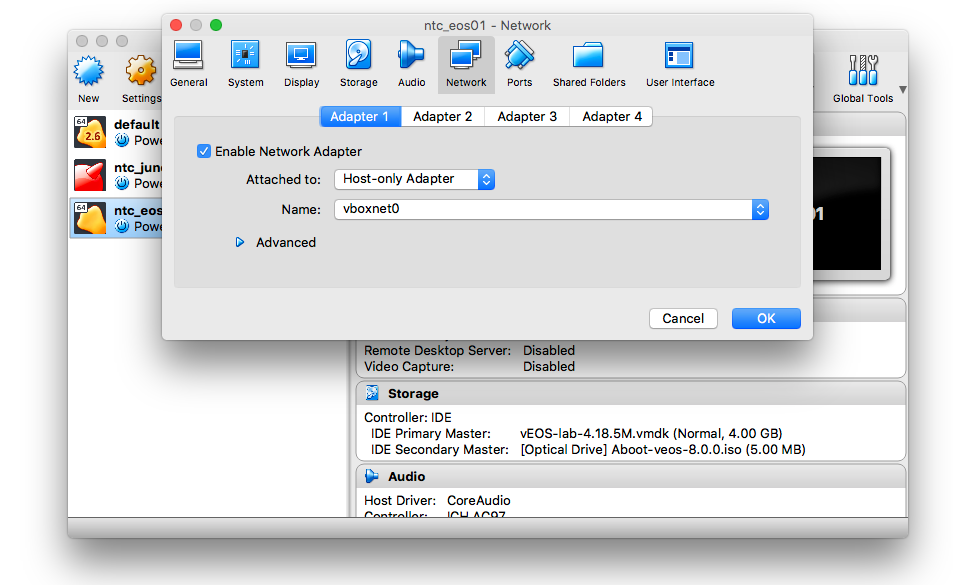 ntc_eos01 - Network
General System Display Storage Audio Network Ports Shared Folders User Interface
New Settings
Global Tools
Adapter 1 Adapter 2 Adapter 3 Adapter 4
Enable Network Adapter
Attached to: Host-only Adapter
Name: vboxnet0
Advanced
Cancel OK
64
2.6
default
Powe
ntc_june
Powe
64
ntc_eos
Powe
01
Remote Desktop Server: Disabled
Video Capture: Disabled
Storage
Controller: IDE
IDE Primary Master: vEOS-lab-4.18.5M.vmdk (Normal, 4.00 GB)
IDE Secondary Master: [Optical Drive] Aboot-veos-8.0.0.iso (5.00 MB)
Audio
Host Driver: CoreAudio
Controller: ICH AC97